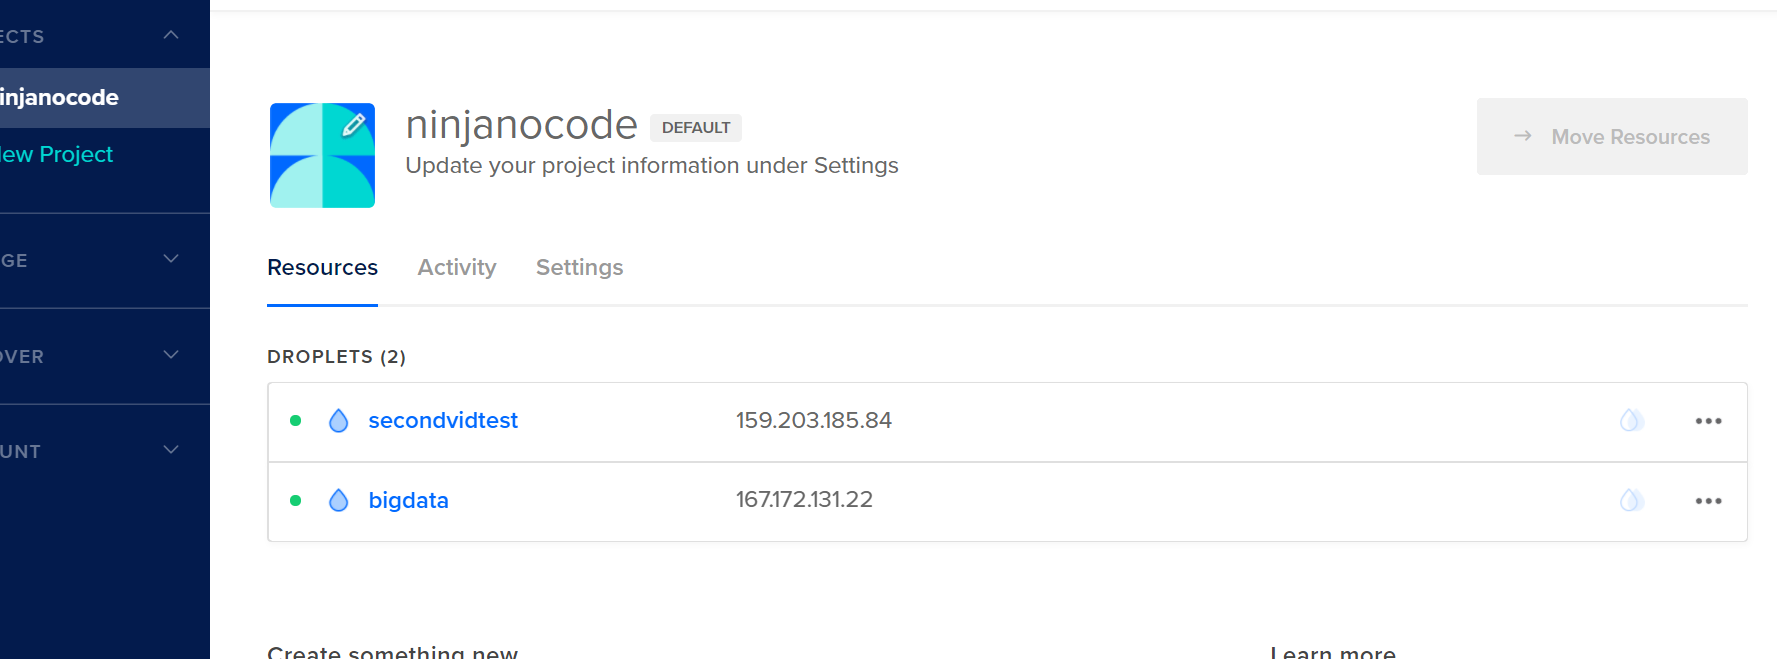 ECTS
injanocode
ew Project
GE
OVER
UNT
ninjanocode DEFAULT
Update your project information under Settings
→ Move Resources
Resources Activity Settings
DROPLETS (2)
secondvidtest 159.203.185.84
bigdata 167.172.131.22
Create something new
Learn more